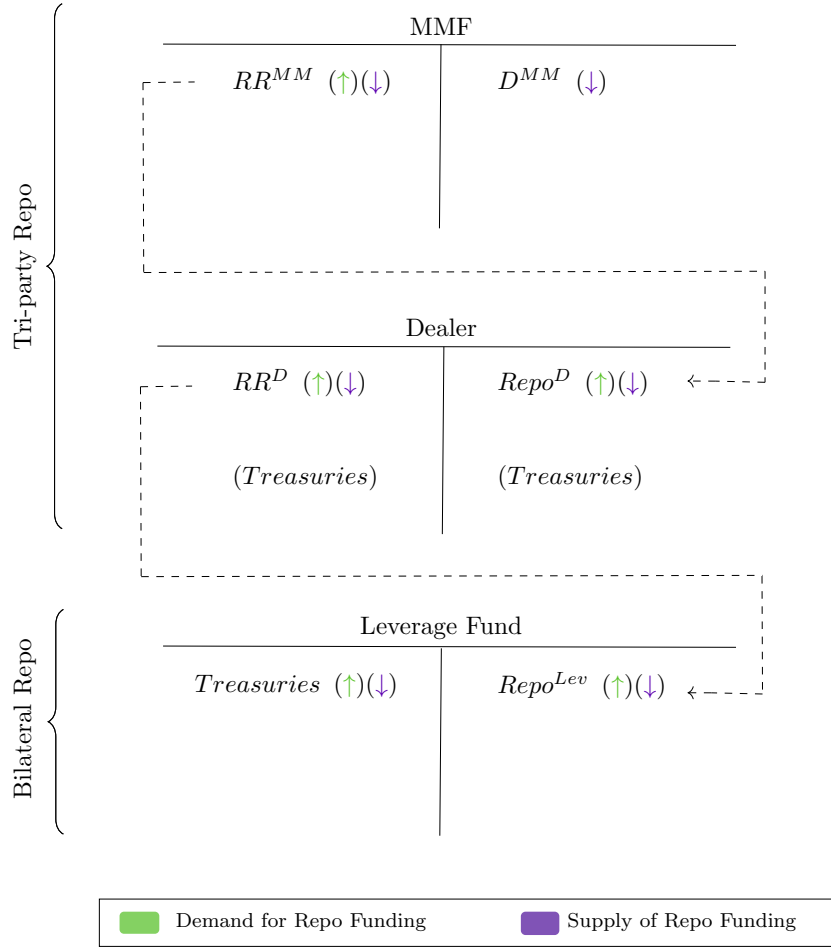 MMF
RR^{MM} (↑)(↓)
D^{MM} (↓)
Tri-party Repo
Dealer
RR^{D} (↑)(↓)
Repo^{D} (↑)(↓)
(Treasuries)
(Treasuries)
Leverage Fund
Treasuries (↑)(↓)
Repo^{Lev} (↑)(↓)
Bilateral Repo
Demand for Repo Funding
Supply of Repo Funding